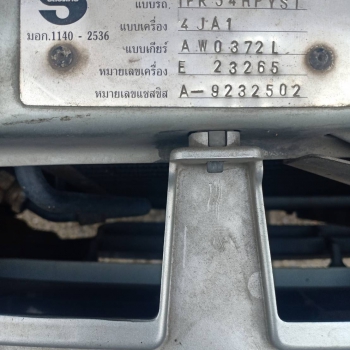 แบบรถ
แบบเครื่อง 4JA1
มอก.1140 - 2536
แบบเกียร์ AW0372L
หมายเลขเครื่อง E 23265
หมายเลขแชสซิส A-9232502